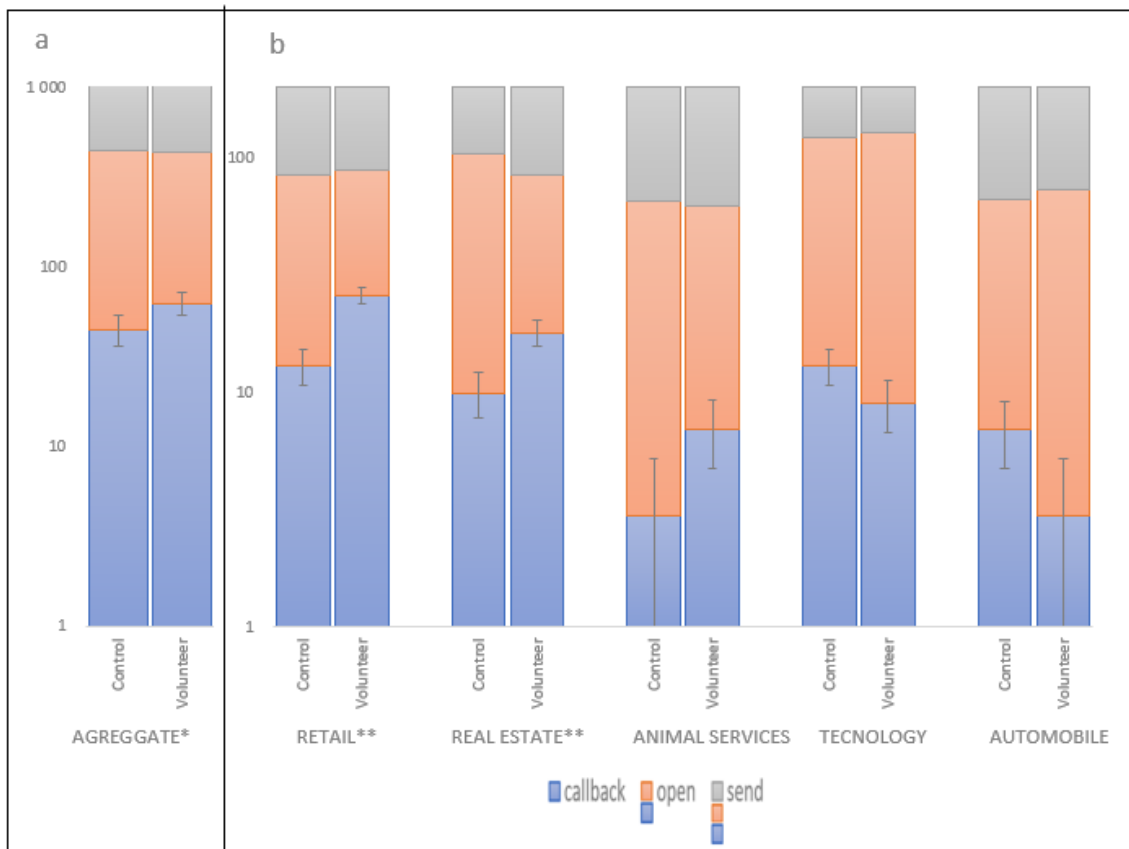 a
b
1 000
100
10
1
100
10
1
Control
Volunteer
Control
Volunteer
Control
Volunteer
Control
Volunteer
Control
Volunteer
Control
Volunteer
AGREGGATE*
RETAIL**
REAL ESTATE**
ANIMAL SERVICES
TECNOLOGY
AUTOMOBILE
callback
open
send